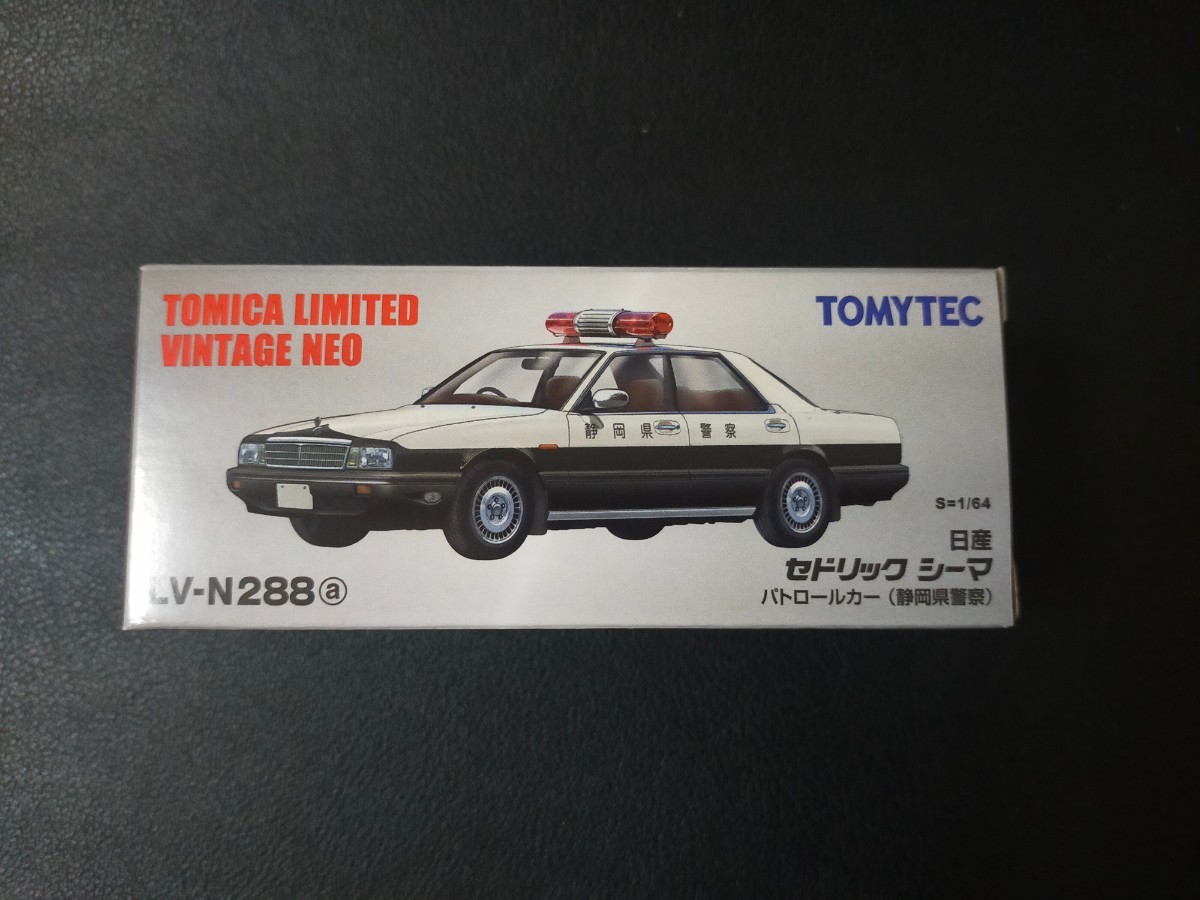 TOMICA LIMITED
VINTAGE NEO
TOMYTEC
静岡県警察
S=1/64
日産
セドリック シーマ
パトロールカー（静岡県警察）
LV-N288ⓐ